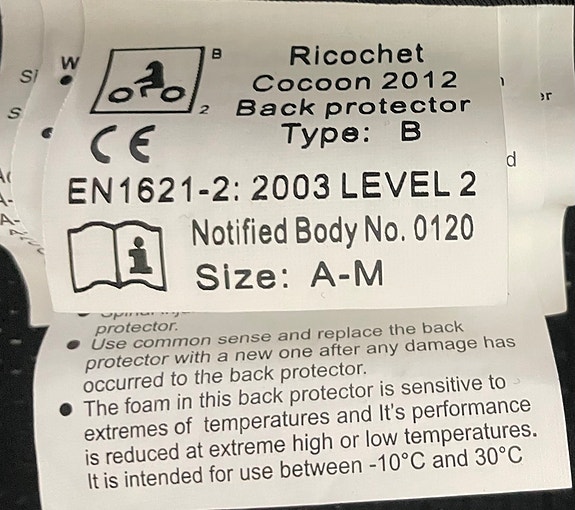 W
Si
S
B
2
Ricochet
Cocoon 2012
Back protector
Type: B
CE
EN1621-2: 2003 LEVEL 2
Notified Body No. 0120
i
Size: A-M
er
d
A-
A-
protector.
● Use common sense and replace the back
protector with a new one after any damage has
occurred to the back protector.
● The foam in this back protector is sensitive to
extremes of temperatures and It's performance
is reduced at extreme high or low temperatures.
It is intended for use between -10°C and 30°C